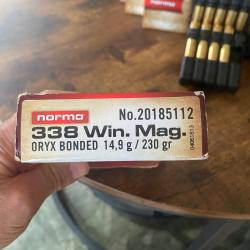 norma No.20185112
338 Win. Mag.
ORYX BONDED 14,9 g / 230 gr